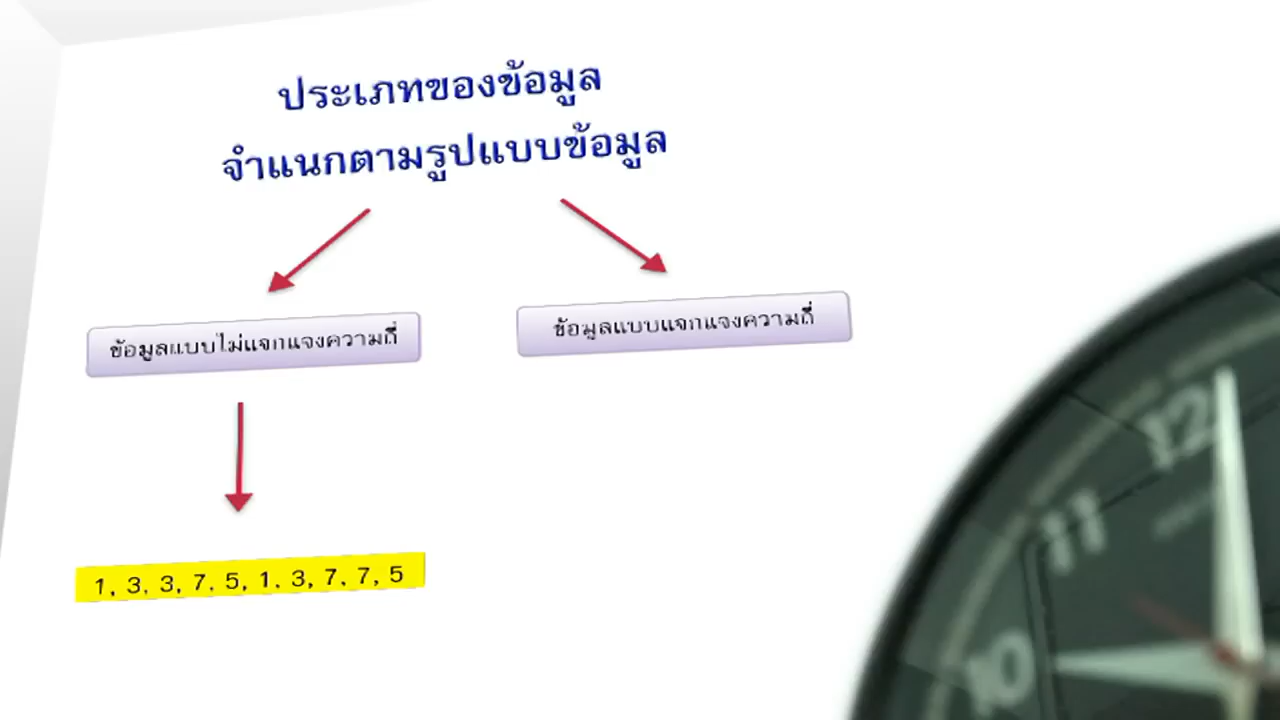 ประเภทของข้อมูล
จำแนกตามรูปแบบข้อมูล
ข้อมูลแบบไม่แจกแจงความถี่
ข้อมูลแบบแจกแจงความถี่
1, 3, 3, 7, 5, 1, 3, 7, 7, 5
12
11
10